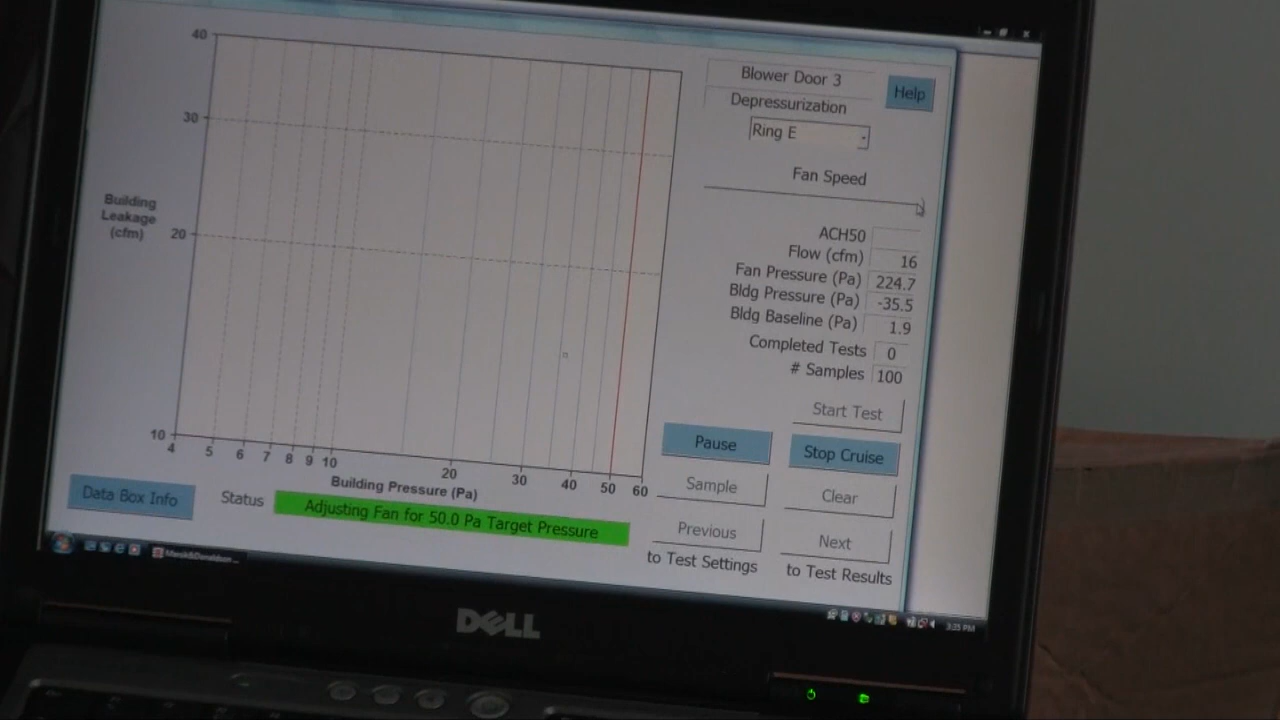 40
30
20
10
Building
Leakage
(cfm)
4 5 6 7 8 9 10 20 30 40 50 60
Building Pressure (Pa)
Data Box Info
Status
Adjusting Fan for 50.0 Pa Target Pressure
Blower Door 3
Help
Depressurization
Ring E
Fan Speed
ACH50
Flow (cfm) 16
Fan Pressure (Pa) 224.7
Bldg Pressure (Pa) -35.5
Bldg Baseline (Pa) 1.9
Completed Tests 0
# Samples 100
Start Test
Pause Stop Cruise
Sample Clear
Previous Next
to Test Settings to Test Results
3:35 PM
DELL